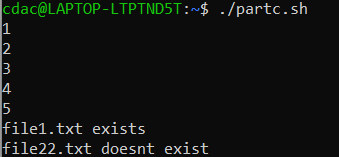 cdac@LAPTOP-LTPTND5T:~$ ./partc.sh
1
2
3
4
5
file1.txt exists
file22.txt doesnt exist